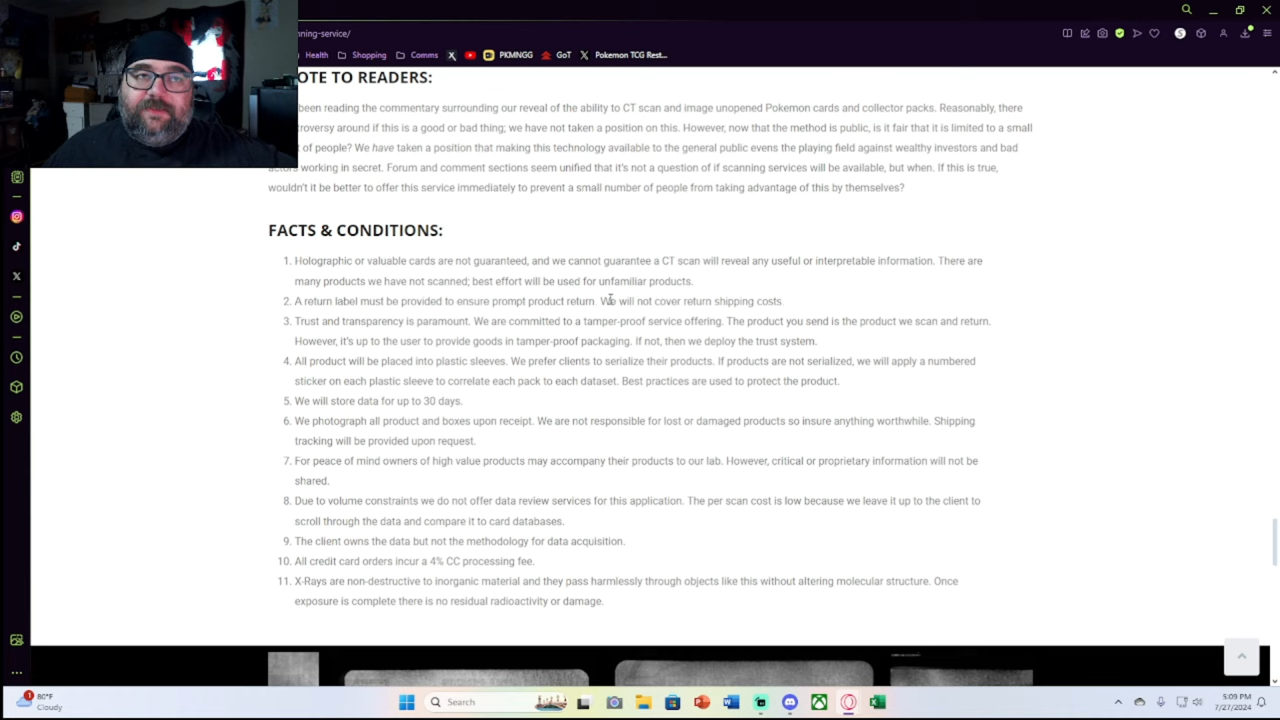 nning-service/
Health Shopping Comms PKMNGG GoT Pokemon TCG Rest...
OTE TO READERS:
been reading the commentary surrounding our reveal of the ability to CT scan and image unopened Pokemon cards and collector packs. Reasonably, there
troversy around if this is a good or bad thing; we have not taken a position on this. However, now that the method is public, is it fair that it is limited to a small
t of people? We have taken a position that making this technology available to the general public evens the playing field against wealthy investors and bad
actors working in secret. Forum and comment sections seem unified that it's not a question of if scanning services will be available, but when. If this is true,
wouldn't it be better to offer this service immediately to prevent a small number of people from taking advantage of this by themselves?
FACTS & CONDITIONS:
1. Holographic or valuable cards are not guaranteed, and we cannot guarantee a CT scan will reveal any useful or interpretable information. There are
many products we have not scanned; best effort will be used for unfamiliar products.
2. A return label must be provided to ensure prompt product return. We will not cover return shipping costs.
3. Trust and transparency is paramount. We are committed to a tamper-proof service offering. The product you send is the product we scan and return.
However, it's up to the user to provide goods in tamper-proof packaging. If not, then we deploy the trust system.
4. All product will be placed into plastic sleeves. We prefer clients to serialize their products. If products are not serialized, we will apply a numbered
sticker on each plastic sleeve to correlate each pack to each dataset. Best practices are used to protect the product.
5. We will store data for up to 30 days.
6. We photograph all product and boxes upon receipt. We are not responsible for lost or damaged products so insure anything worthwhile. Shipping
tracking will be provided upon request.
7. For peace of mind owners of high value products may accompany their products to our lab. However, critical or proprietary information will not be
shared.
8. Due to volume constraints we do not offer data review services for this application. The per scan cost is low because we leave it up to the client to
scroll through the data and compare it to card databases.
9. The client owns the data but not the methodology for data acquisition.
10. All credit card orders incur a 4% CC processing fee.
11. X-Rays are non-destructive to inorganic material and they pass harmlessly through objects like this without altering molecular structure. Once
exposure is complete there is no residual radioactivity or damage.
1
80°F
Cloudy
Search
5:09 PM
7/27/2024